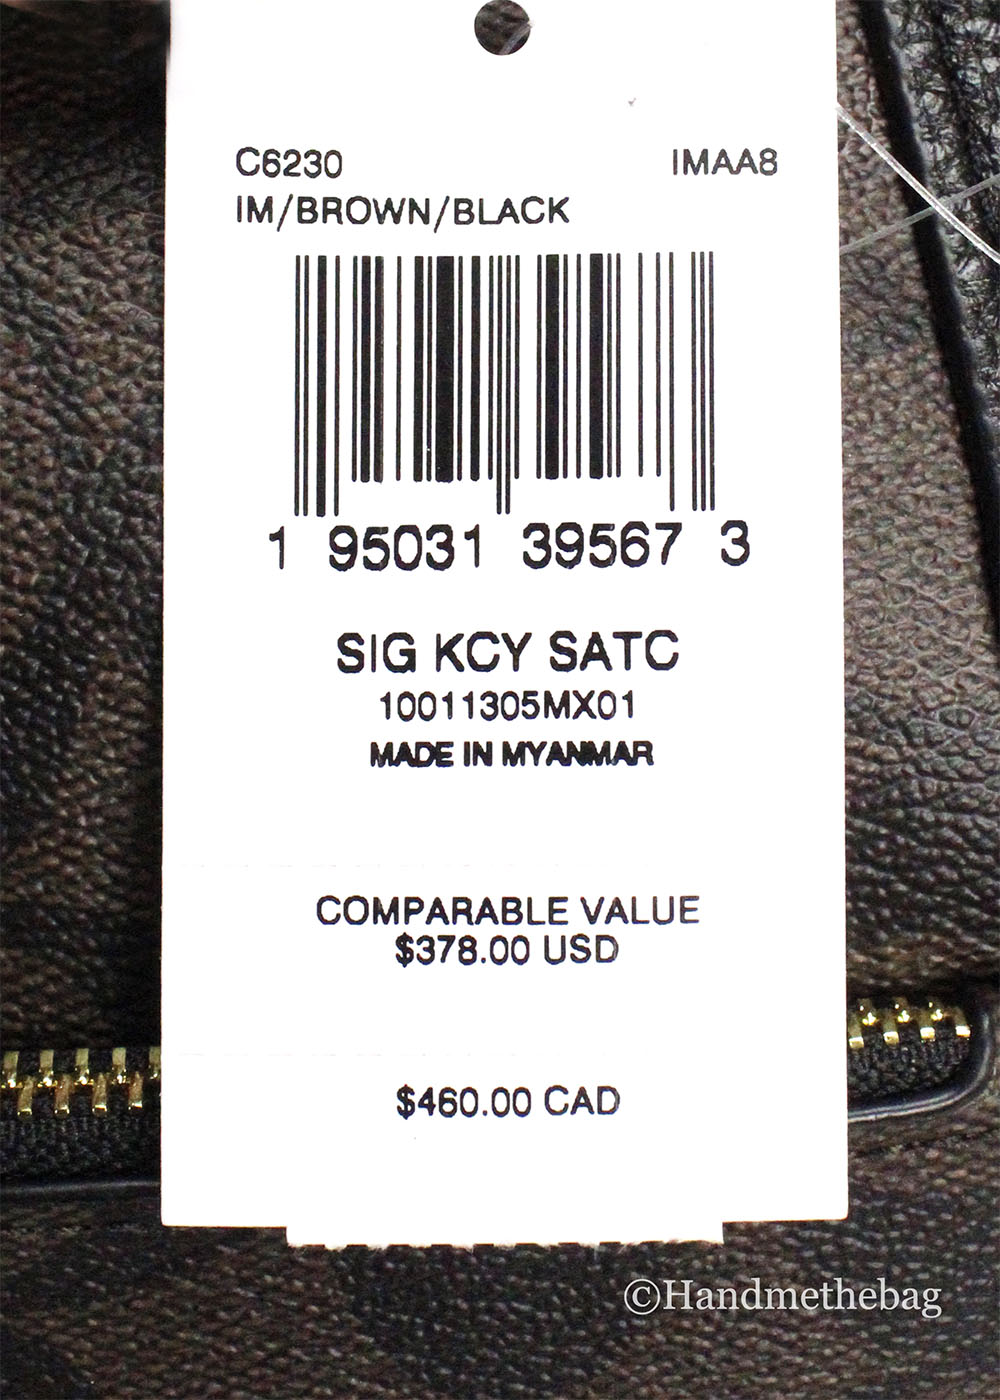 C6230 IMAA8
IM/BROWN/BLACK
1 95031 39567 3
SIG KCY SATC
10011305MX01
MADE IN MYANMAR
COMPARABLE VALUE
$378.00 USD
$460.00 CAD
©Handmethebag